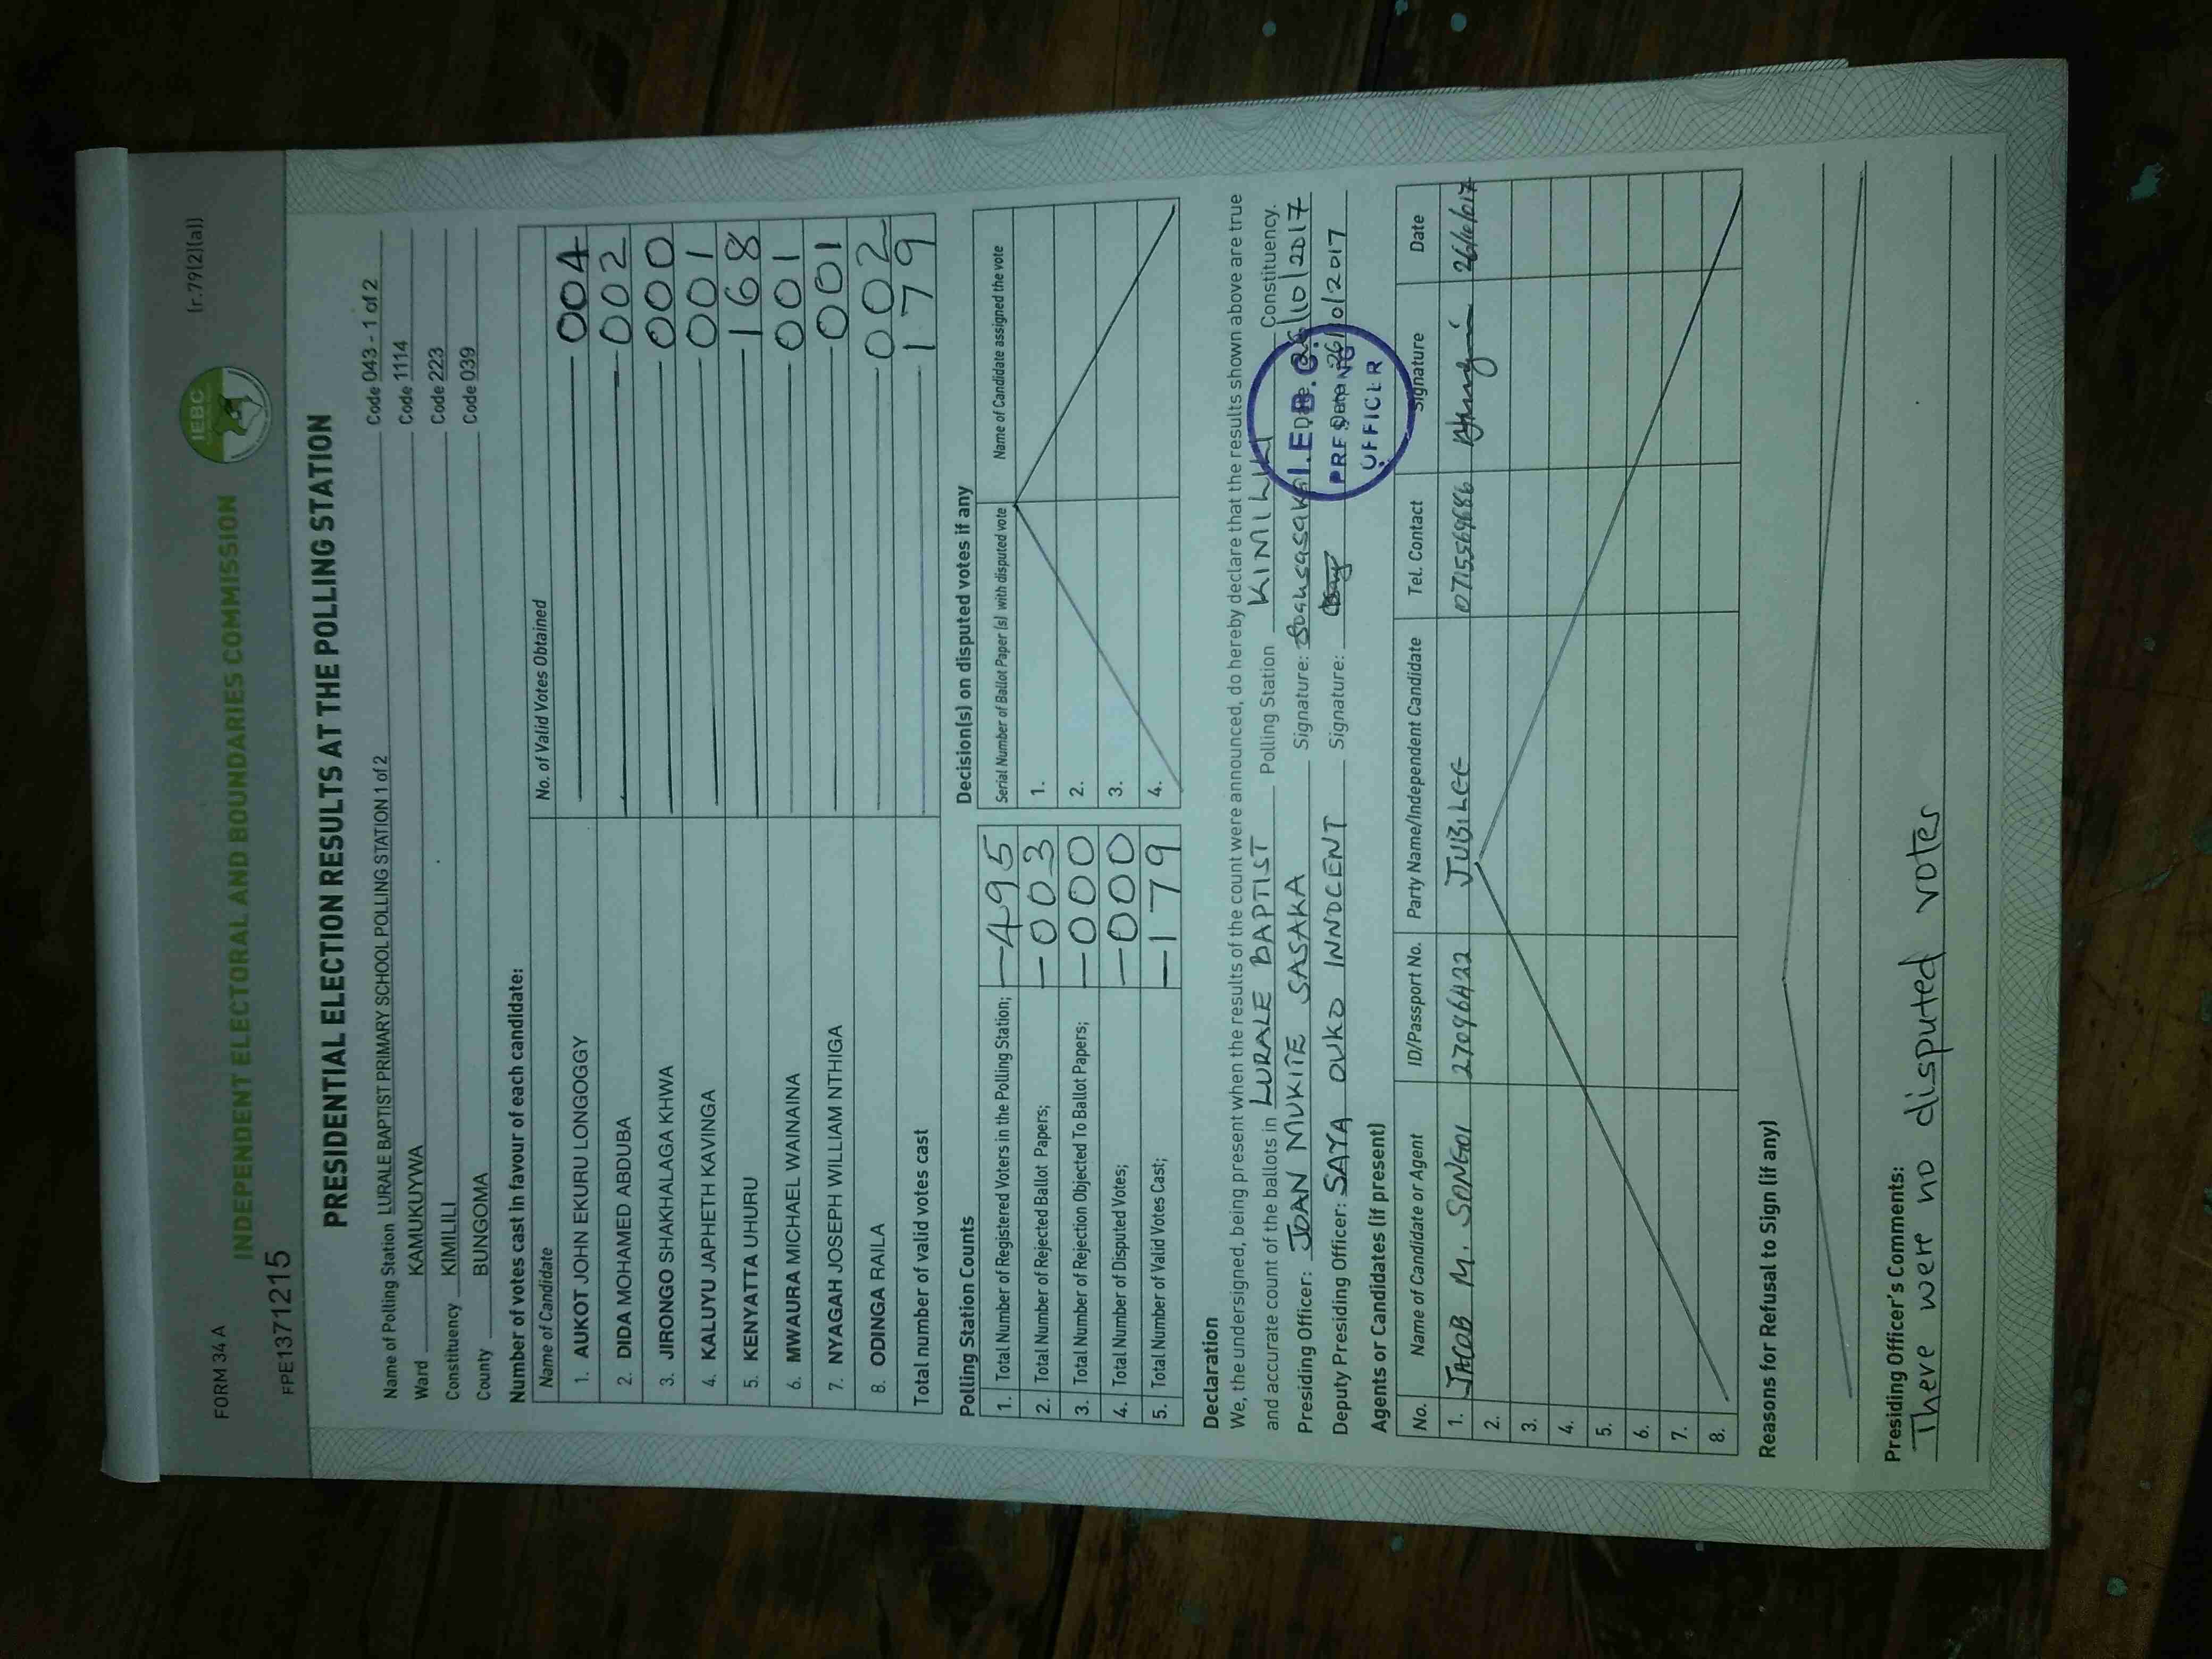 FORM 34 A
(r.79(2)(a))
IEBC
INDEPENDENT ELECTORAL AND BOUNDARIES COMMISSION
FPE1371215
PRESIDENTIAL ELECTION RESULTS AT THE POLLING STATION
Name of Polling Station LURALE BAPTIST PRIMARY SCHOOL POLLING STATION 1 of 2 Code 043 - 1 of 2
Ward KAMUKUYWA Code 1114
Constituency KIMILILI Code 223
County BUNGOMA Code 039
Number of votes cast in favour of each candidate:
Name of Candidate No. of Valid Votes Obtained
1. AUKOT JOHN EKURU LONGOGGY 004
2. DIDA MOHAMED ABDUBA 002
3. JIRONGO SHAKHALAGA KHWA 000
4. KALUYU JAPHETH KAVINGA 001
5. KENYATTA UHURU 168
6. MWAURA MICHAEL WAINAINA 001
7. NYAGAH JOSEPH WILLIAM NTHIGA 001
8. ODINGA RAILA 002
Total number of valid votes cast 179
Polling Station Counts
1. Total Number of Registered Voters in the Polling Station; 495
2. Total Number of Rejected Ballot Papers; 003
3. Total Number of Rejection Objected To Ballot Papers; 000
4. Total Number of Disputed Votes; 000
5. Total Number of Valid Votes Cast; 179
Decision(s) on disputed votes if any
Serial Number of Ballot Paper (s) with disputed vote Name of Candidate assigned the vote
1.
2.
3.
4.
Declaration
We, the undersigned, being present when the results of the count were announced, do hereby declare that the results shown above are true
and accurate count of the ballots in LURALE BAPTIST Polling Station KIMILILI Constituency.
Presiding Officer: JOAN MUKITE SASAKA Signature: Date 26/10/2017
Deputy Presiding Officer: SAYA OUKO INNOCENT Signature: Date 26/10/2017
I.E.B.C.
PRESIDING
OFFICER
Agents or Candidates (if present)
No. Name of Candidate or Agent ID/Passport No. Party Name/Independent Candidate Tel. Contact Signature Date
1. JACOB M. SONGOI 27096422 JUBILEE 0715569686 26/10/017
2.
3.
4.
5.
6.
7.
8.
Reasons for Refusal to Sign (if any)
Presiding Officer's Comments:
There were no disputed votes